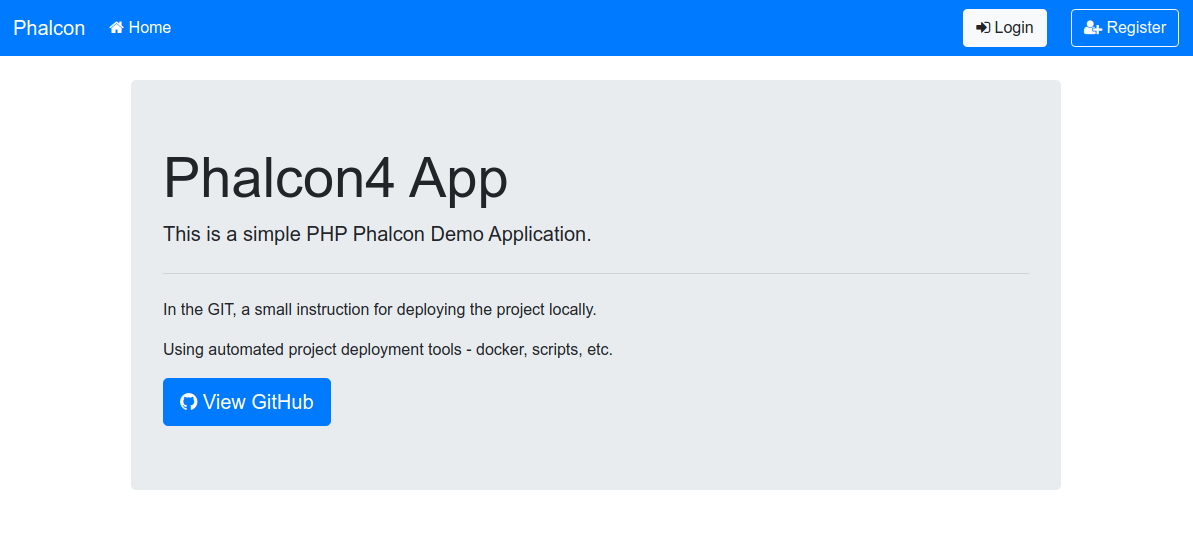 Phalcon Home Login Register
Phalcon4 App
This is a simple PHP Phalcon Demo Application.
In the GIT, a small instruction for deploying the project locally.
Using automated project deployment tools - docker, scripts, etc.
View GitHub